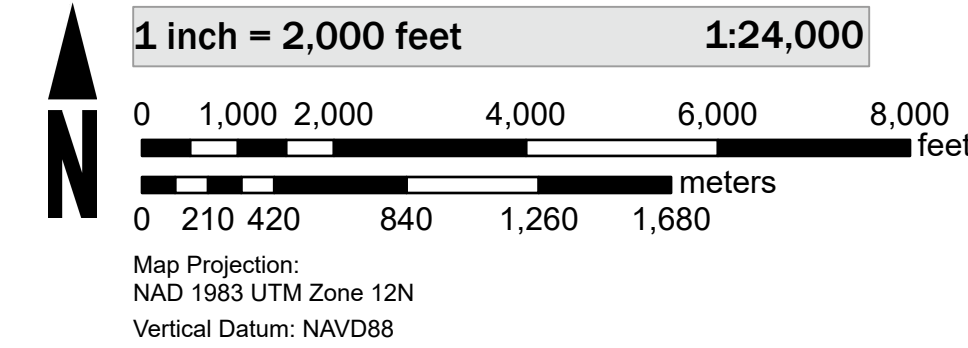 N
1 inch = 2,000 feet 1:24,000
0 1,000 2,000 4,000 6,000 8,000
feet
meters
0 210 420 840 1,260 1,680
Map Projection:
NAD 1983 UTM Zone 12N
Vertical Datum: NAVD88